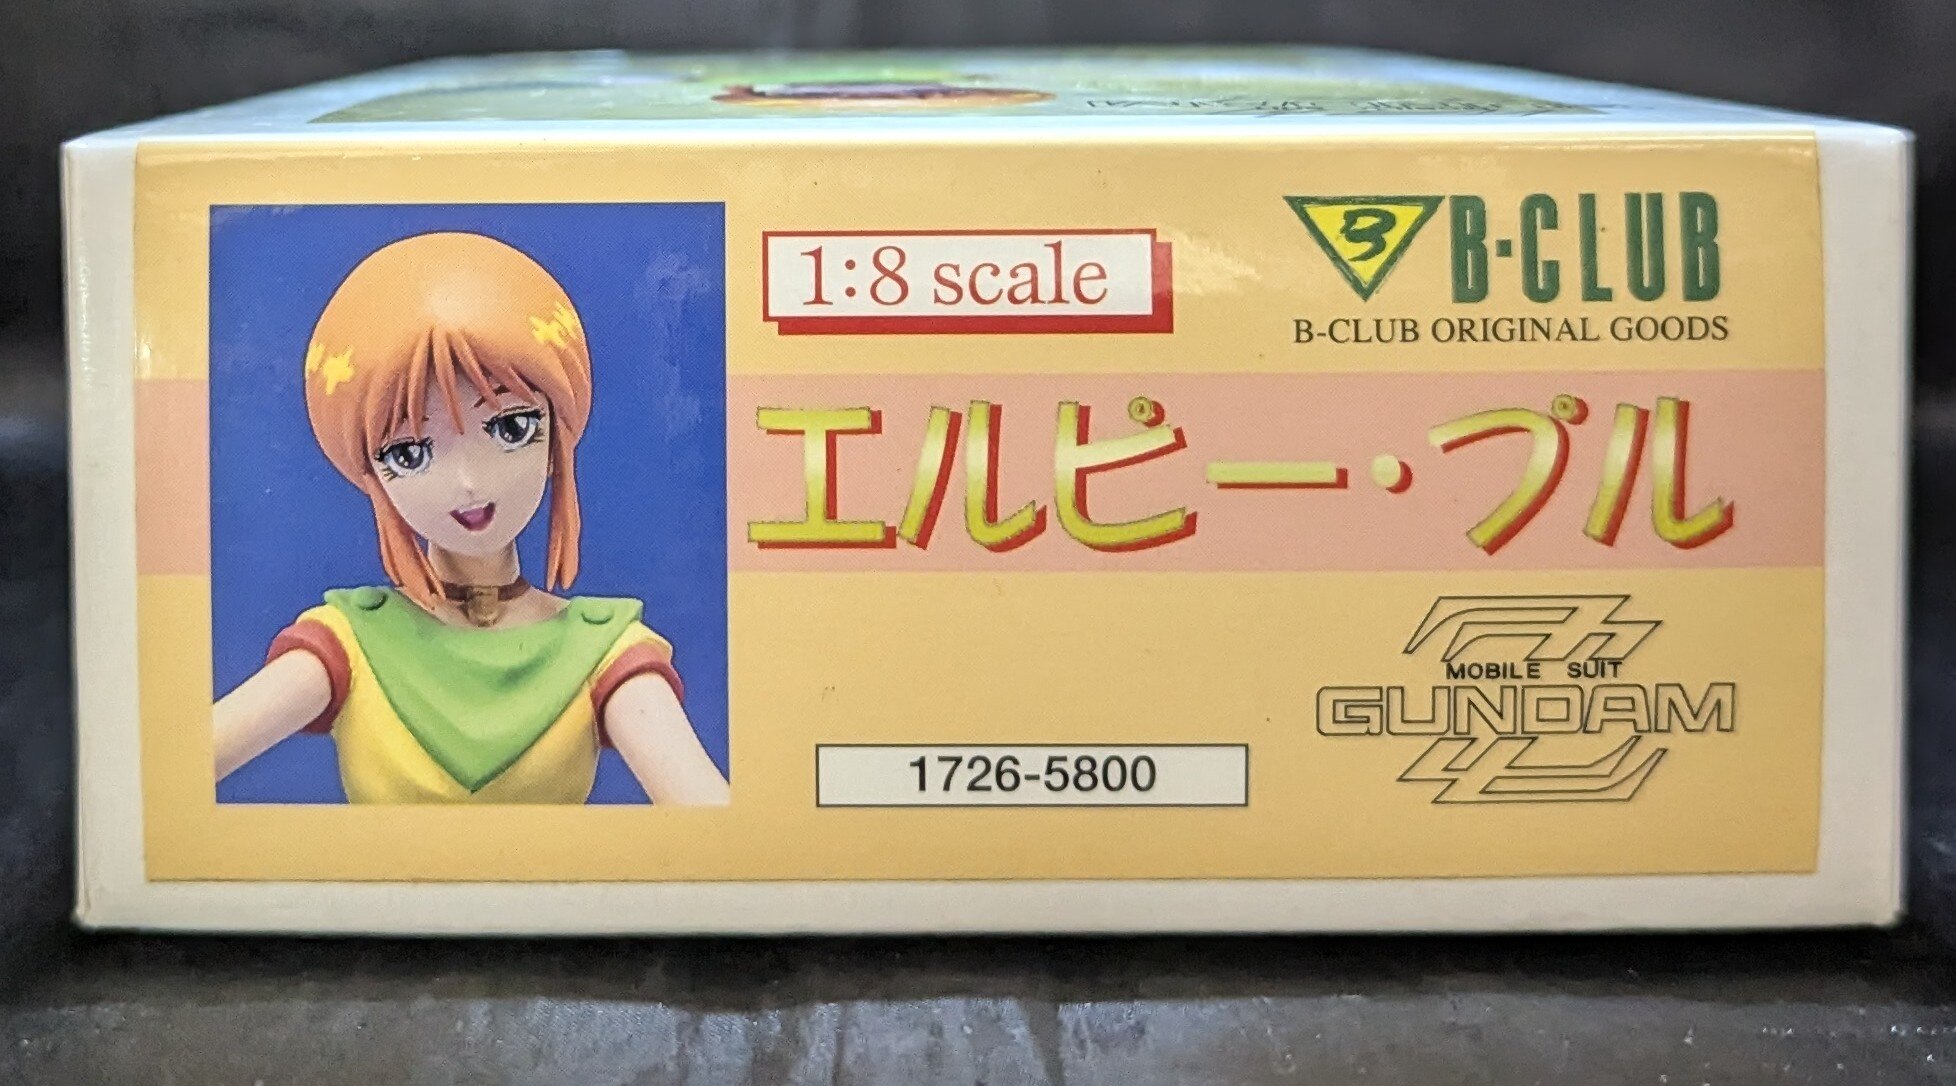 1:8 scale
B B-CLUB
B-CLUB ORIGINAL GOODS
エルピー・プル
MOBILE SUIT
GUNDAM
1726-5800